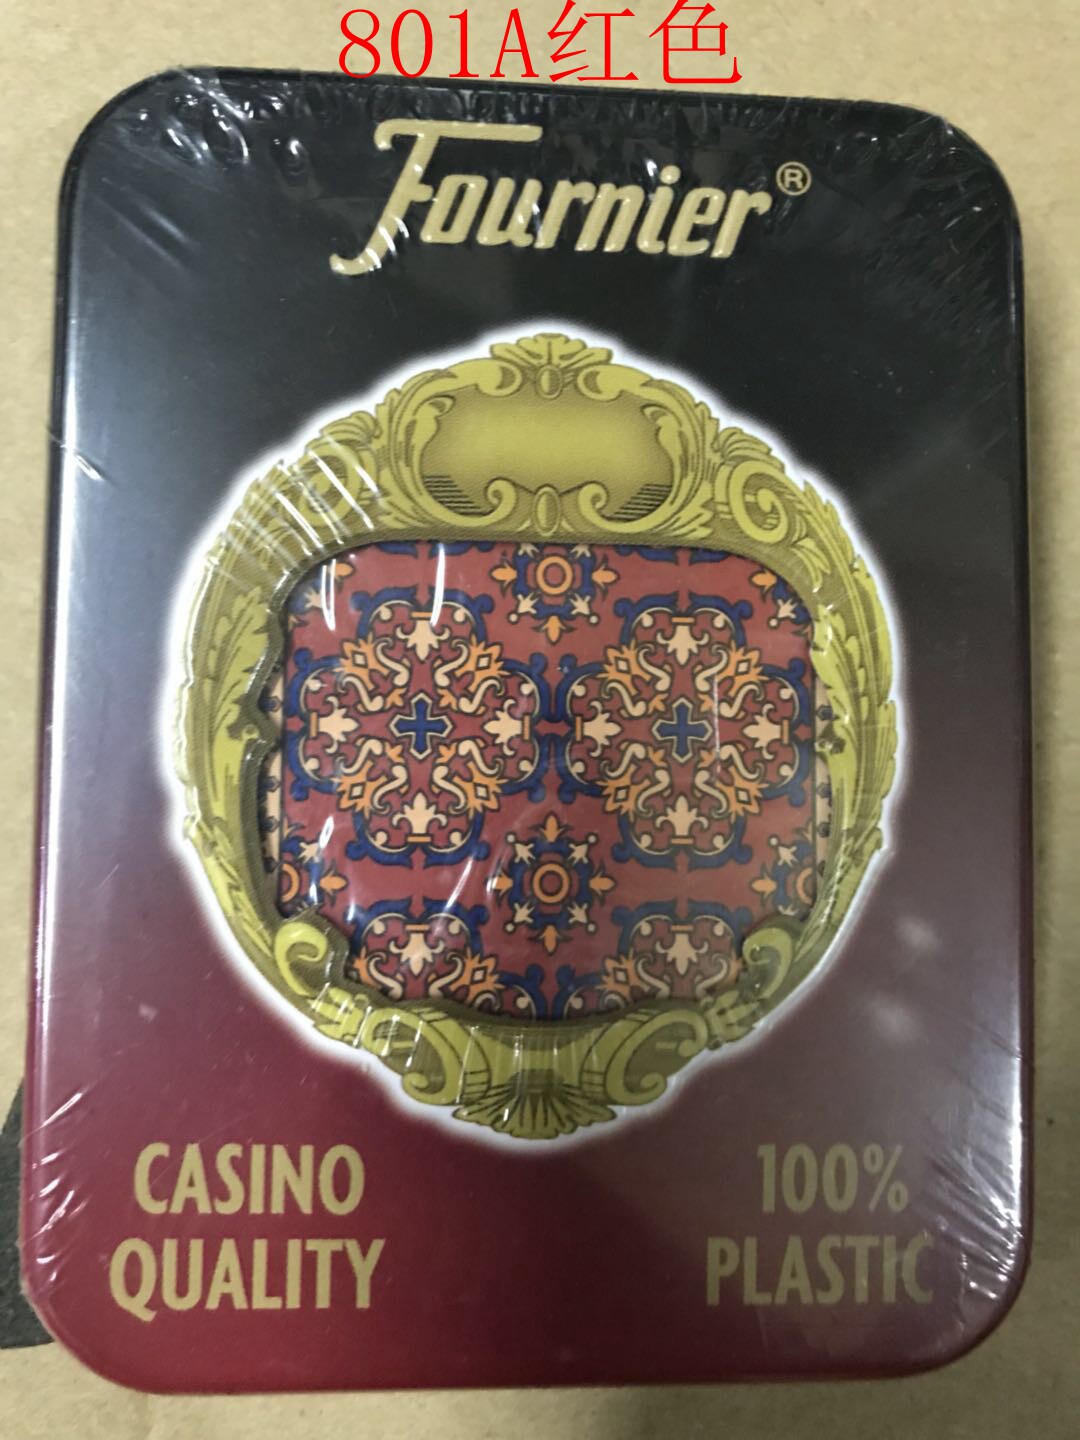 801A红色
Fournier®
CASINO
QUALITY
100%
PLASTIC